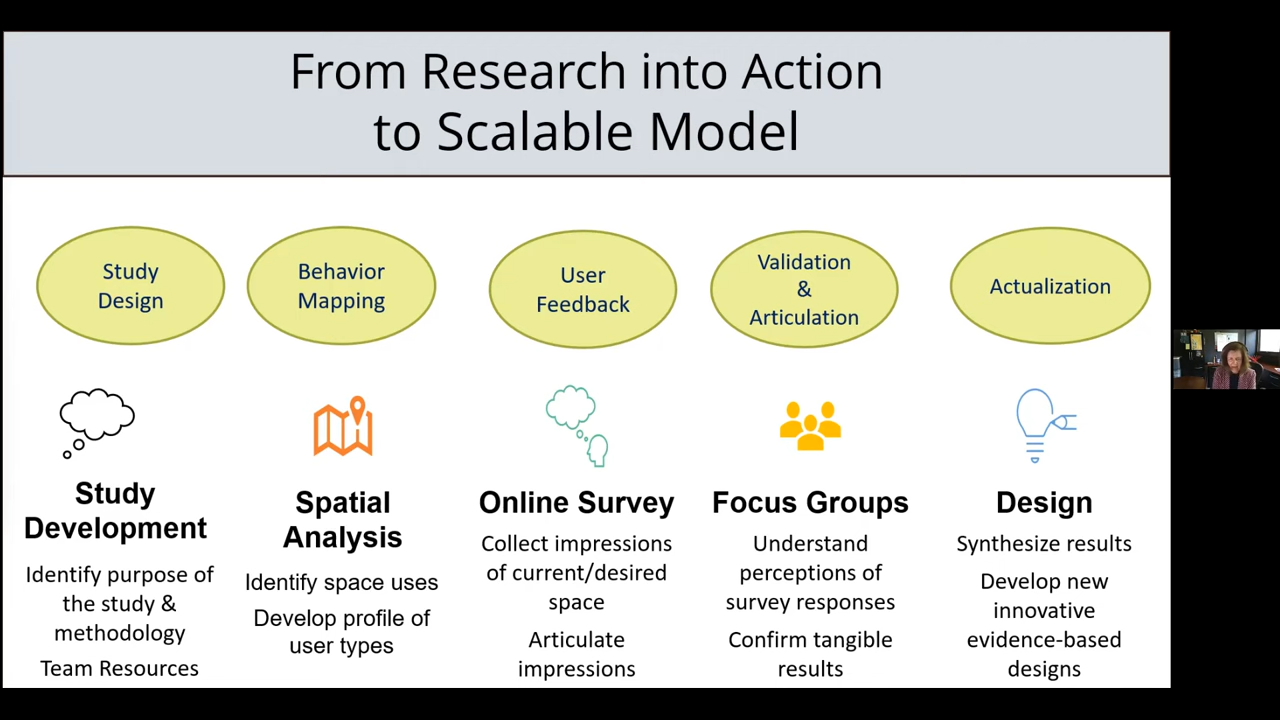 From Research into Action
to Scalable Model
Study
Design
Behavior
Mapping
User
Feedback
Validation
&
Articulation
Actualization
Study
Development
Identify purpose of
the study &
methodology
Team Resources
Spatial
Analysis
Identify space uses
Develop profile of
user types
Online Survey
Collect impressions
of current/desired
space
Articulate
impressions
Focus Groups
Understand
perceptions of
survey responses
Confirm tangible
results
Design
Synthesize results
Develop new
innovative
evidence-based
designs